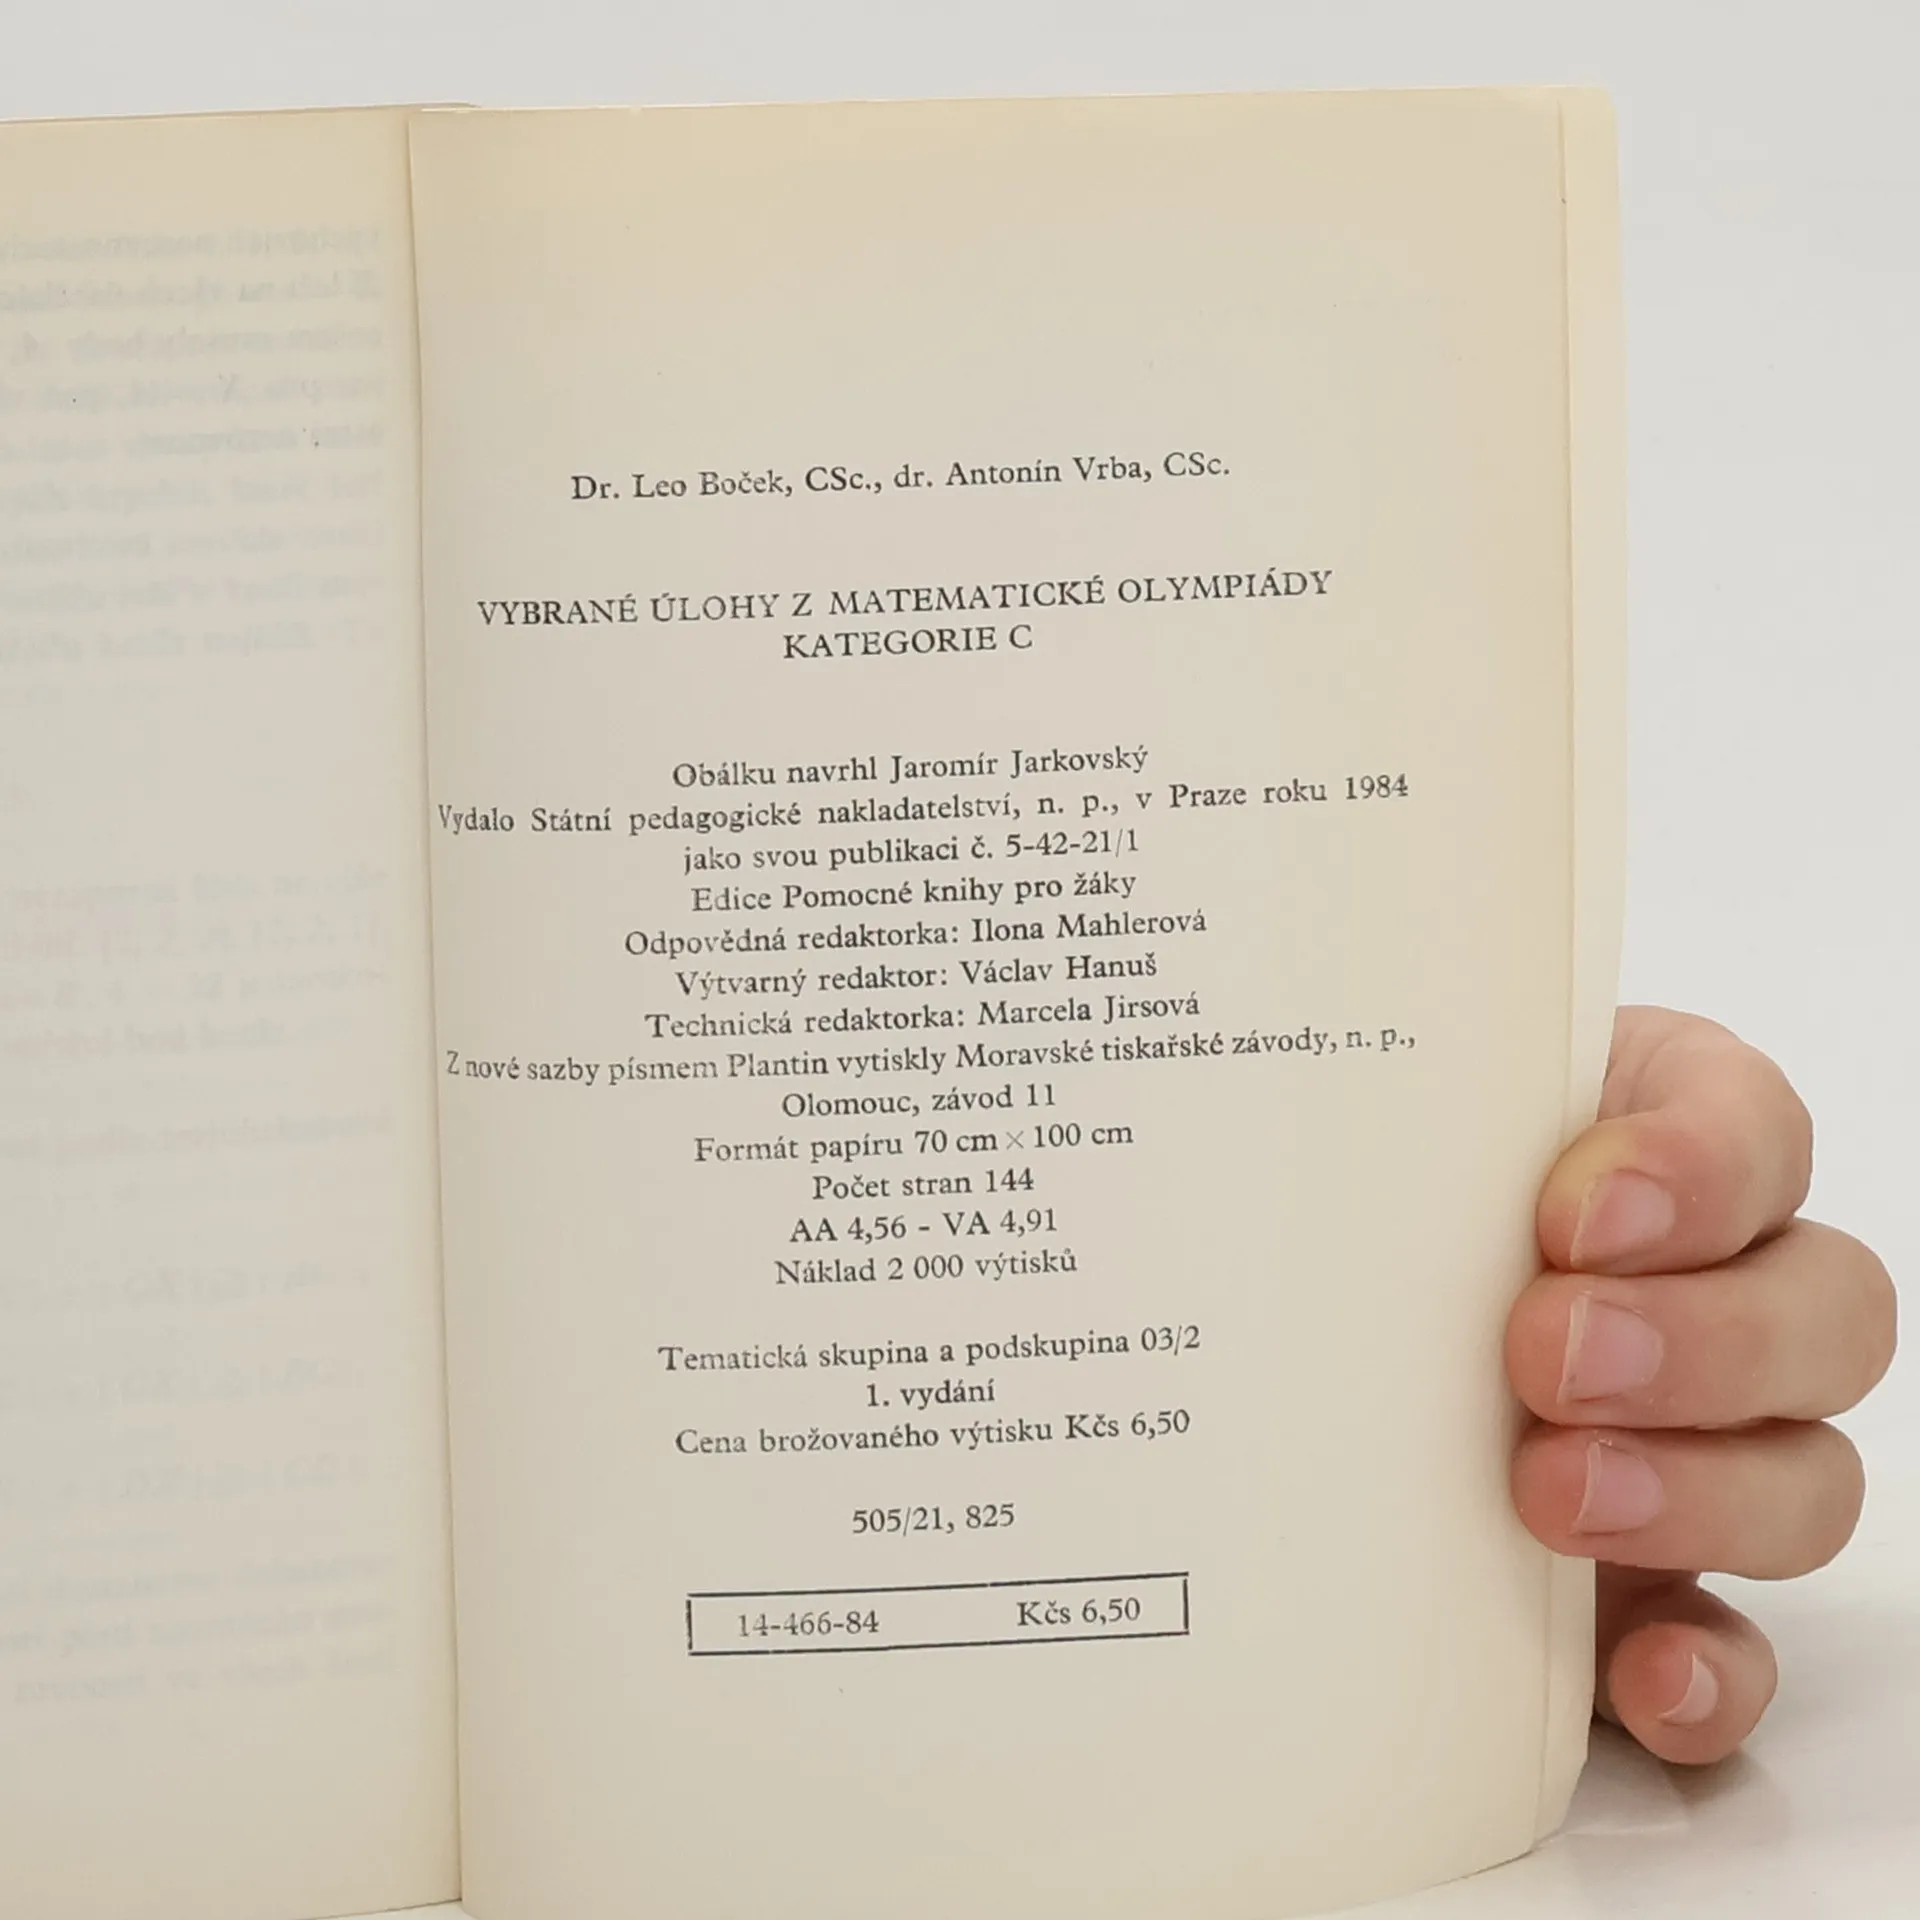 Dr. Leo Boček, CSc., dr. Antonín Vrba, CSc.
VYBRANÉ ÚLOHY Z MATEMATICKÉ OLYMPIÁDY
KATEGORIE C
Obálku navrhl Jaromír Jarkovský
Vydalo Státní pedagogické nakladatelství, n. p., v Praze roku 1984
jako svou publikaci č. 5-42-21/1
Edice Pomocné knihy pro žáky
Odpovědná redaktorka: Ilona Mahlerová
Výtvarný redaktor: Václav Hanuš
Technická redaktorka: Marcela Jirsová
Z nové sazby písmem Plantin vytiskly Moravské tiskařské závody, n. p.,
Olomouc, závod 11
Formát papíru 70 cm × 100 cm
Počet stran 144
AA 4,56 - VA 4,91
Náklad 2 000 výtisků
Tematická skupina a podskupina 03/2
1. vydání
Cena brožovaného výtisku Kčs 6,50
505/21, 825
14-466-84 Kčs 6,50